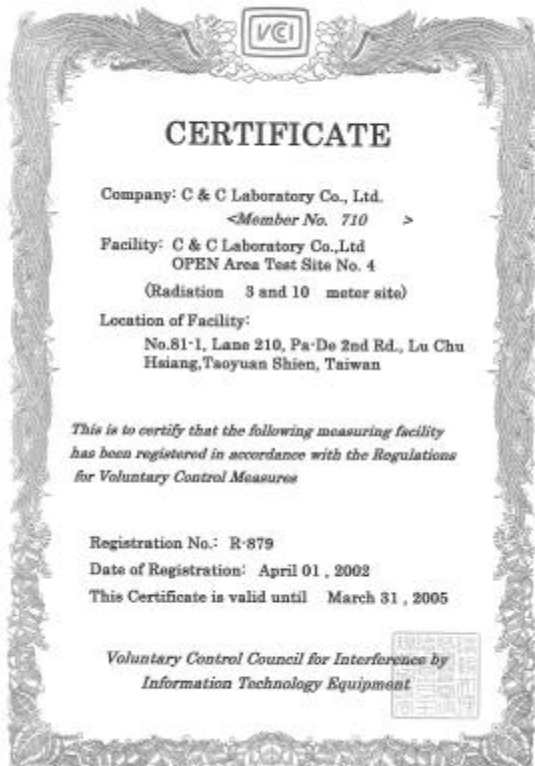 VCCI
CERTIFICATE
Company: C & C Laboratory Co., Ltd.
<Member No. 710 >
Facility: C & C Laboratory Co.,Ltd
OPEN Area Test Site No. 4
(Radiation 3 and 10 meter site)
Location of Facility:
No.81-1, Lane 210, Pa-De 2nd Rd., Lu Chu
Hsiang,Taoyuan Shien, Taiwan
This is to certify that the following measuring facility
has been registered in accordance with the Regulations
for Voluntary Control Measures
Registration No.: R-879
Date of Registration: April 01 , 2002
This Certificate is valid until March 31 , 2005
Voluntary Control Council for Interference by
Information Technology Equipment